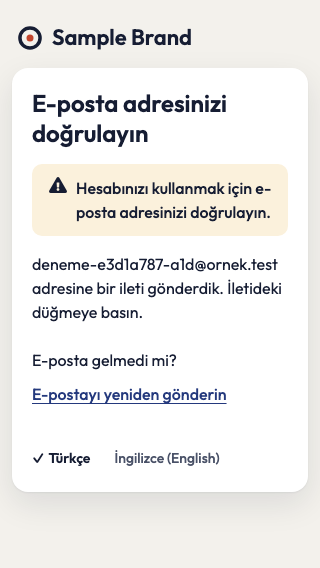 Sample Brand
E-posta adresinizi
doğrulayın
Hesabınızı kullanmak için e-
posta adresinizi doğrulayın.
deneme-e3d1a787-a1d@ornek.test
adresine bir ileti gönderdik. İletideki
düğmeye basın.
E-posta gelmedi mi?
E-postayı yeniden gönderin
Türkçe İngilizce (English)